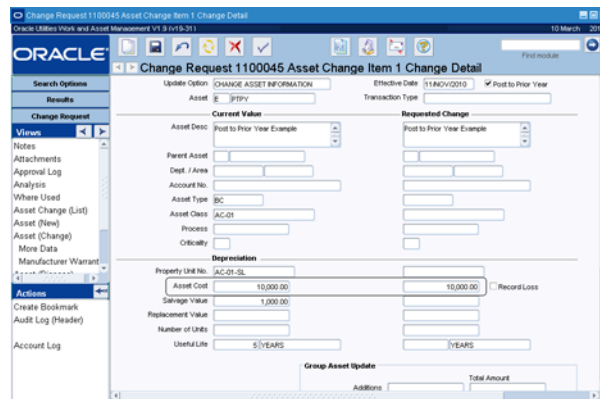 Change Request 1100045 Asset Change Item 1 Change Detail
Oracle Utilities Work and Asset Management V1.9 (v19-31) 10 March 201
ORACLE
Find module
Change Request 1100045 Asset Change Item 1 Change Detail
Search Options
Results
Change Request
Views
Notes
Attachments
Approval Log
Analysis
Where Used
Asset Change (List)
Asset (New)
Asset (Change)
More Data
Manufacturer Warrant
Actions
Create Bookmark
Audit Log (Header)
Account Log
Update Option CHANGE ASSET INFORMATION Effective Date 11/NOV/2010 Post to Prior Year
Asset E PTPY Transaction Type
Current Value Requested Change
Asset Desc Post to Prior Year Example Post to Prior Year Example
Parent Asset
Dept. / Area
Account No.
Asset Type BC
Asset Class AC-01
Process
Criticality
Depreciation
Property Unit No. AC-01-SL
Asset Cost 10,000.00 10,000.00 Record Loss
Salvage Value 1,000.00
Replacement Value
Number of Units
Useful Life 5 YEARS YEARS
Group Asset Update
Total Amount
Additions